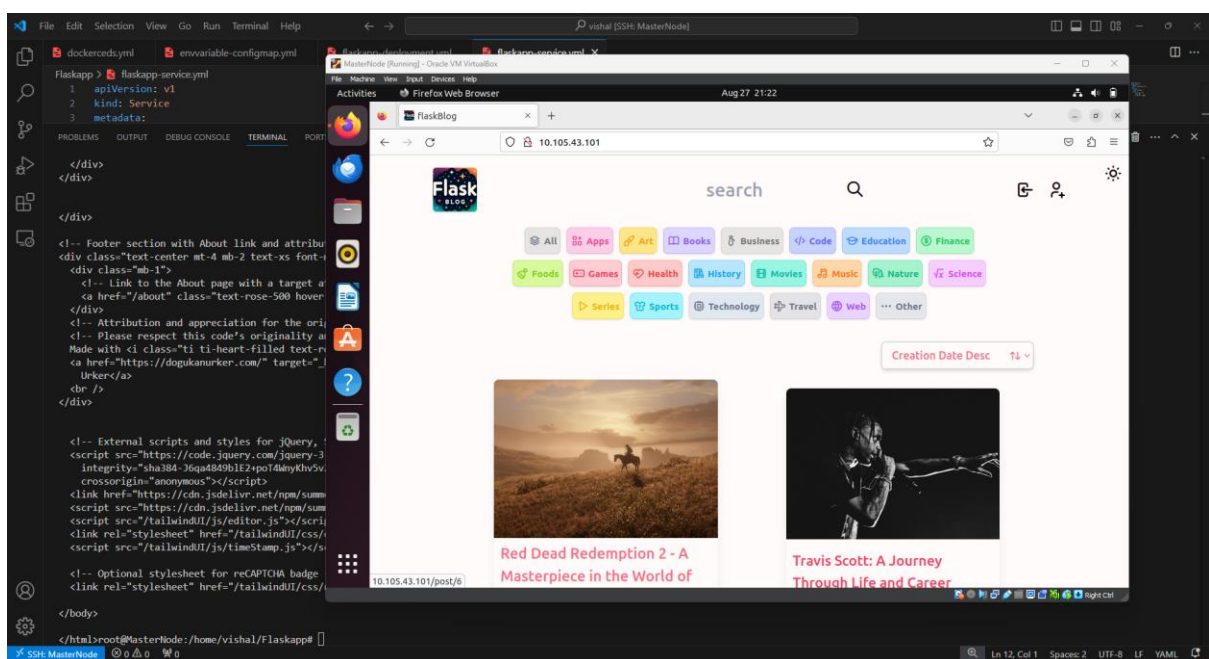 File Edit Selection View Go Run Terminal Help
vishal [SSH: MasterNode]
dockerceds.yml envvariable-configmap.yml flaskapp-deployment.yml flaskapp-service.yml
Flaskapp > flaskapp-service.yml
1 apiVersion: v1
2 kind: Service
3 metadata:
PROBLEMS OUTPUT DEBUG CONSOLE TERMINAL PORT
</div>
</div>
</div>
<!-- Footer section with About link and attribu
<div class="text-center mt-4 mb-2 text-xs font-
<div class="mb-1">
<!-- Link to the About page with a target a
<a href="/about" class="text-rose-500 hover
</div>
<!-- Attribution and appreciation for the ori
<!-- Please respect this code's originality a
Made with <i class="ti ti-heart-filled text-r
<a href="https://dogukanurker.com/" target="_
Urker</a>
<br />
</div>
<!-- External scripts and styles for jQuery,
<script src="https://code.jquery.com/jquery-3
crossorigin="anonymous"></script>
<link href="https://cdn.jsdelivr.net/npm/summ
<script src="https://cdn.jsdelivr.net/npm/sum
<script src="/tailwindUI/js/editor.js"></scri
<link rel="stylesheet" href="/tailwindUI/css/
<script src="/tailwindUI/js/timeStamp.js"></s
<!-- Optional stylesheet for reCAPTCHA badge
<link rel="stylesheet" href="/tailwindUI/css/
</body>
</html>root@MasterNode:/home/vishal/Flaskapp#
MasterNode [Running] - Oracle VM VirtualBox
File Machine View Input Devices Help
Activities Firefox Web Browser Aug 27 21:22
flaskBlog
10.105.43.101
Flask
BLOG
search
All Apps Art Books Business Code Education Finance
Foods Games Health History Movies Music Nature Science
Series Sports Technology Travel Web Other
Creation Date Desc
Red Dead Redemption 2 - A
Masterpiece in the World of
Travis Scott: A Journey
Through Life and Career
10.105.43.101/post/6
Right Ctrl
SSH: MasterNode 0 0 0 Ln 12, Col 1 Spaces: 2 UTF-8 LF YAML